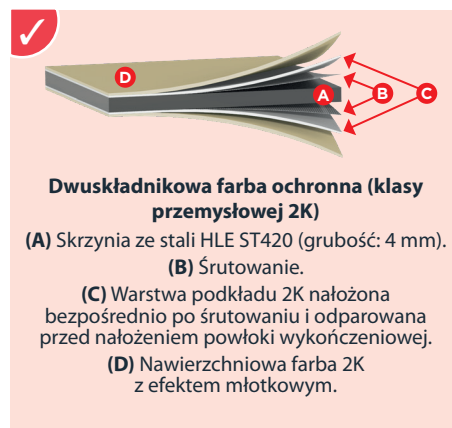 D
A
B
C
Dwuskładnikowa farba ochronna (klasy
przemysłowej 2K)
(A) Skrzynia ze stali HLE ST420 (grubość: 4 mm).
(B) Śrutowanie.
(C) Warstwa podkładu 2K nałożona
bezpośrednio po śrutowaniu i odparowana
przed nałożeniem powłoki wykończeniowej.
(D) Nawierzchniowa farba 2K
z efektem młotkowym.